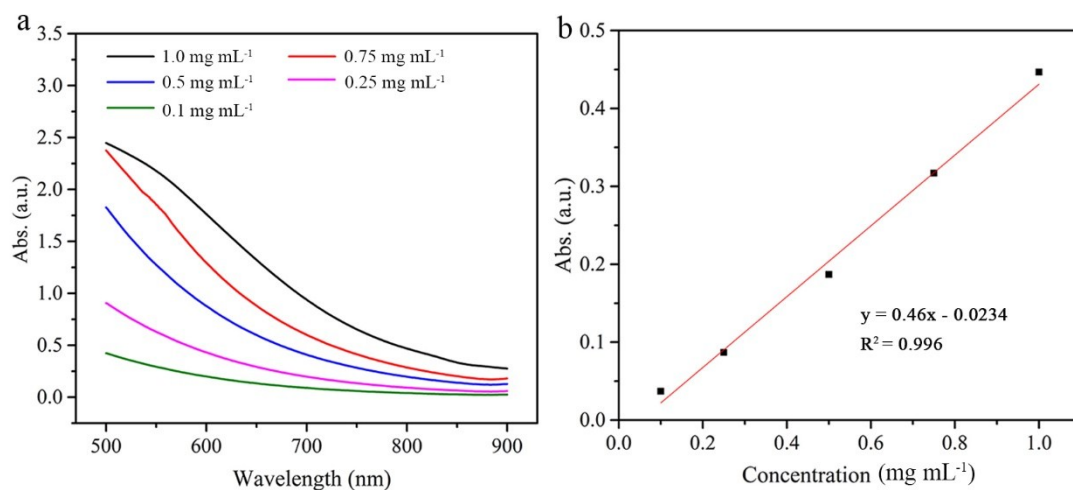 a
3.5
3.0
2.5
2.0
1.5
1.0
0.5
0.0
Abs. (a.u.)
1.0 mg mL⁻¹
0.75 mg mL⁻¹
0.5 mg mL⁻¹
0.25 mg mL⁻¹
0.1 mg mL⁻¹
500 600 700 800 900
Wavelength (nm)
b
0.5
0.4
0.3
0.2
0.1
0.0
Abs. (a.u.)
y = 0.46x - 0.0234
R² = 0.996
0.0 0.2 0.4 0.6 0.8 1.0
Concentration (mg mL⁻¹)